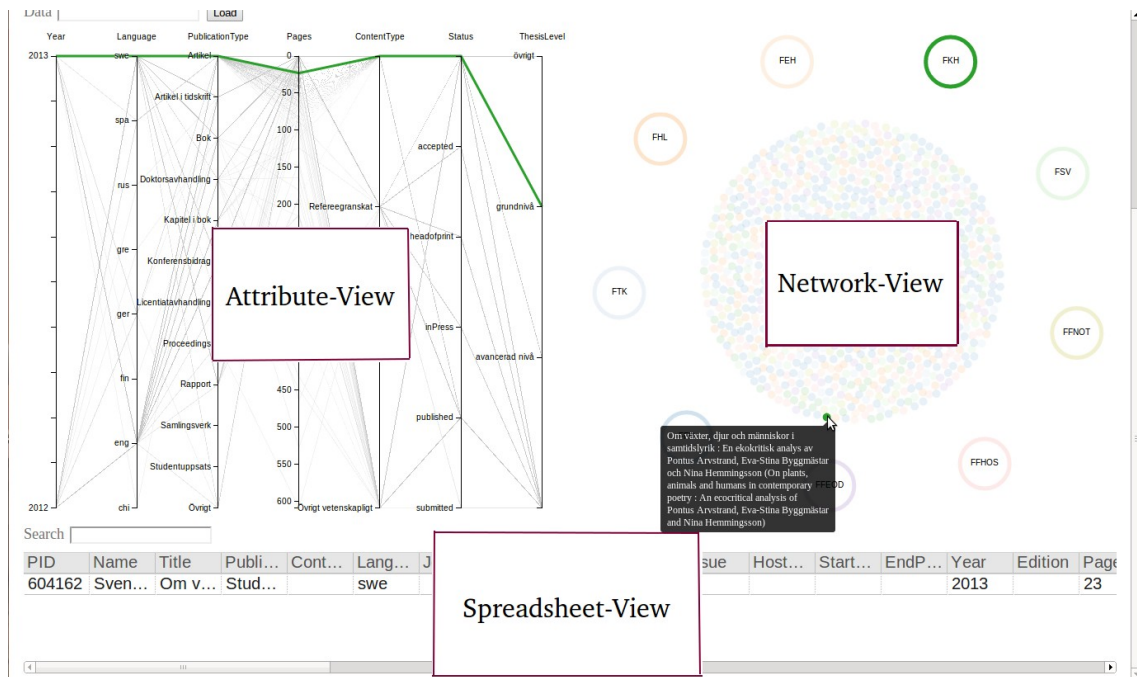 Data Load
Year Language PublicationType Pages ContentType Status ThesisLevel
2013
2012
swe
spa
rus
gre
ger
fin
eng
chi
Artikel
Artikel i tidskrift
Bok
Doktorsavhandling
Kapitel i bok
Konferensbidrag
Licentiatavhandling
Proceedings
Rapport
Samlingsverk
Studentuppsats
Övrigt
0
50
100
150
200
450
500
550
600
Refereegranskat
Övrigt vetenskapligt
accepted
headofprint
inPress
published
submitted
övrigt
grundnivå
avancerad nivå
Attribute-View
FEH
FKH
FHL
FSV
FTK
FFNOT
FFHOS
FFEOD
Network-View
Om växter, djur och människor i
samtidslyrik : En ekokritisk analys av
Pontus Arvstrand, Eva-Stina Byggmästar
och Nina Hemmingsson (On plants,
animals and humans in contemporary
poetry : An ecocritical analysis of
Pontus Arvstrand, Eva-Stina Byggmästar
and Nina Hemmingsson)
Search
PID Name Title Publi... Cont... Lang... J sue Host... Start... EndP... Year Edition Page
604162 Sven... Om v... Stud... swe 2013 23
Spreadsheet-View